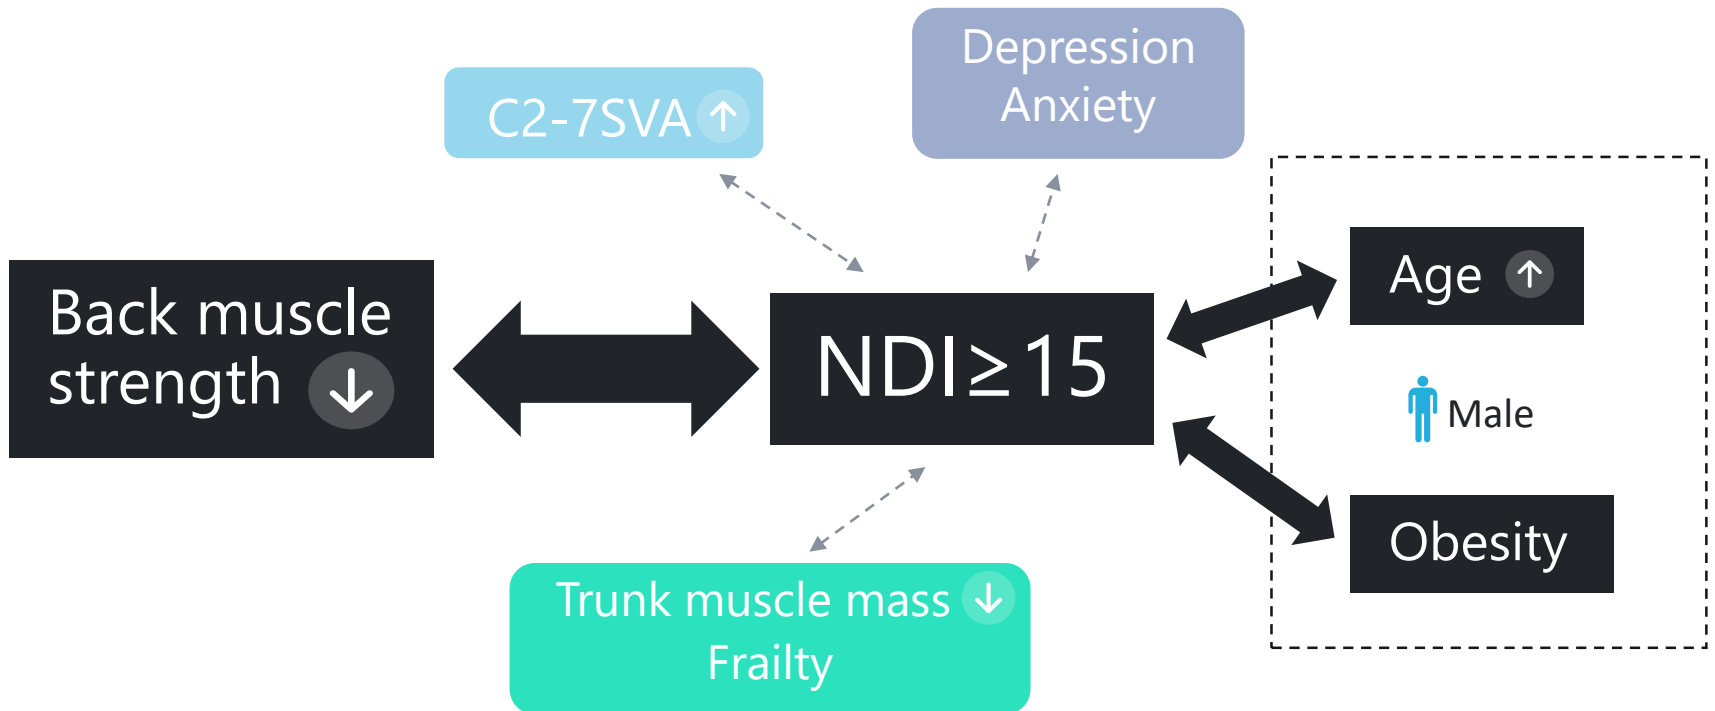 Depression
Anxiety
C2-7SVA
Back muscle
strength
NDI≥15
Age
Male
Obesity
Trunk muscle mass
Frailty